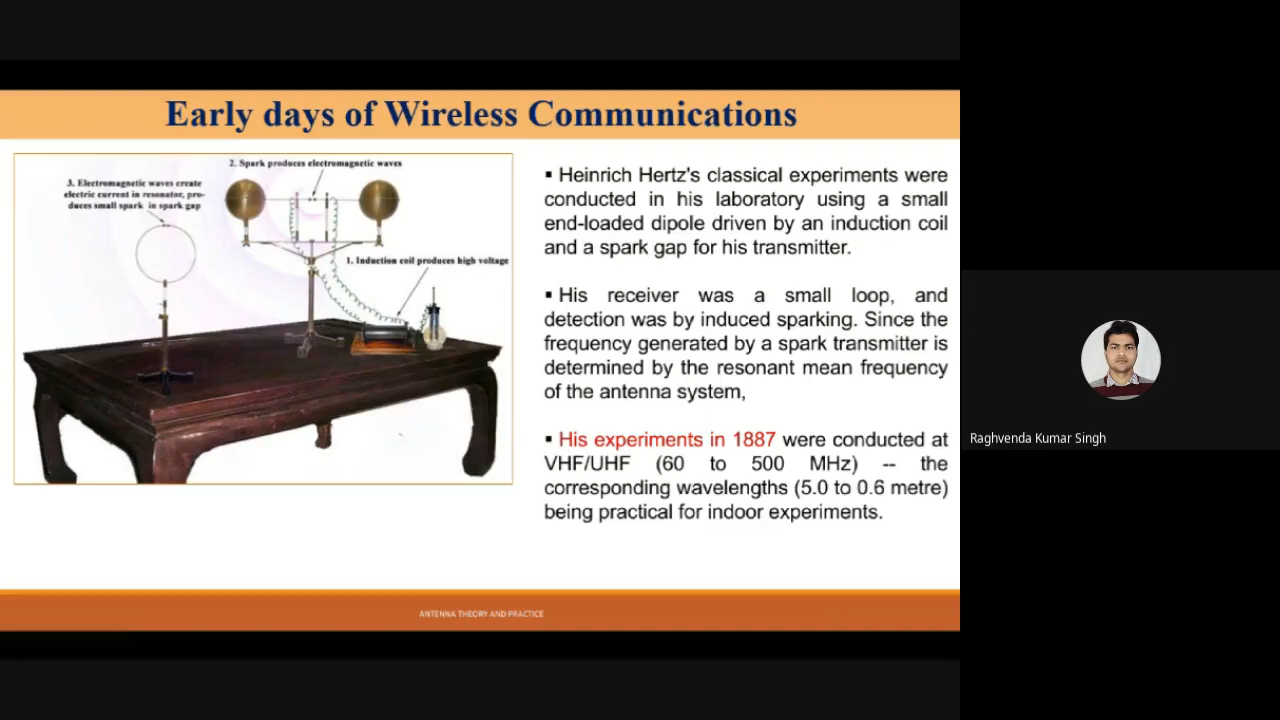 Early days of Wireless Communications
2. Spark produces electromagnetic waves
3. Electromagnetic waves create
electric current in resonator, pro-
duces small spark in spark gap
1. Induction coil produces high voltage
▪ Heinrich Hertz's classical experiments were
conducted in his laboratory using a small
end-loaded dipole driven by an induction coil
and a spark gap for his transmitter.
▪ His receiver was a small loop, and
detection was by induced sparking. Since the
frequency generated by a spark transmitter is
determined by the resonant mean frequency
of the antenna system,
▪ His experiments in 1887 were conducted at
VHF/UHF (60 to 500 MHz) -- the
corresponding wavelengths (5.0 to 0.6 metre)
being practical for indoor experiments.
ANTENNA THEORY AND PRACTICE
Raghvenda Kumar Singh